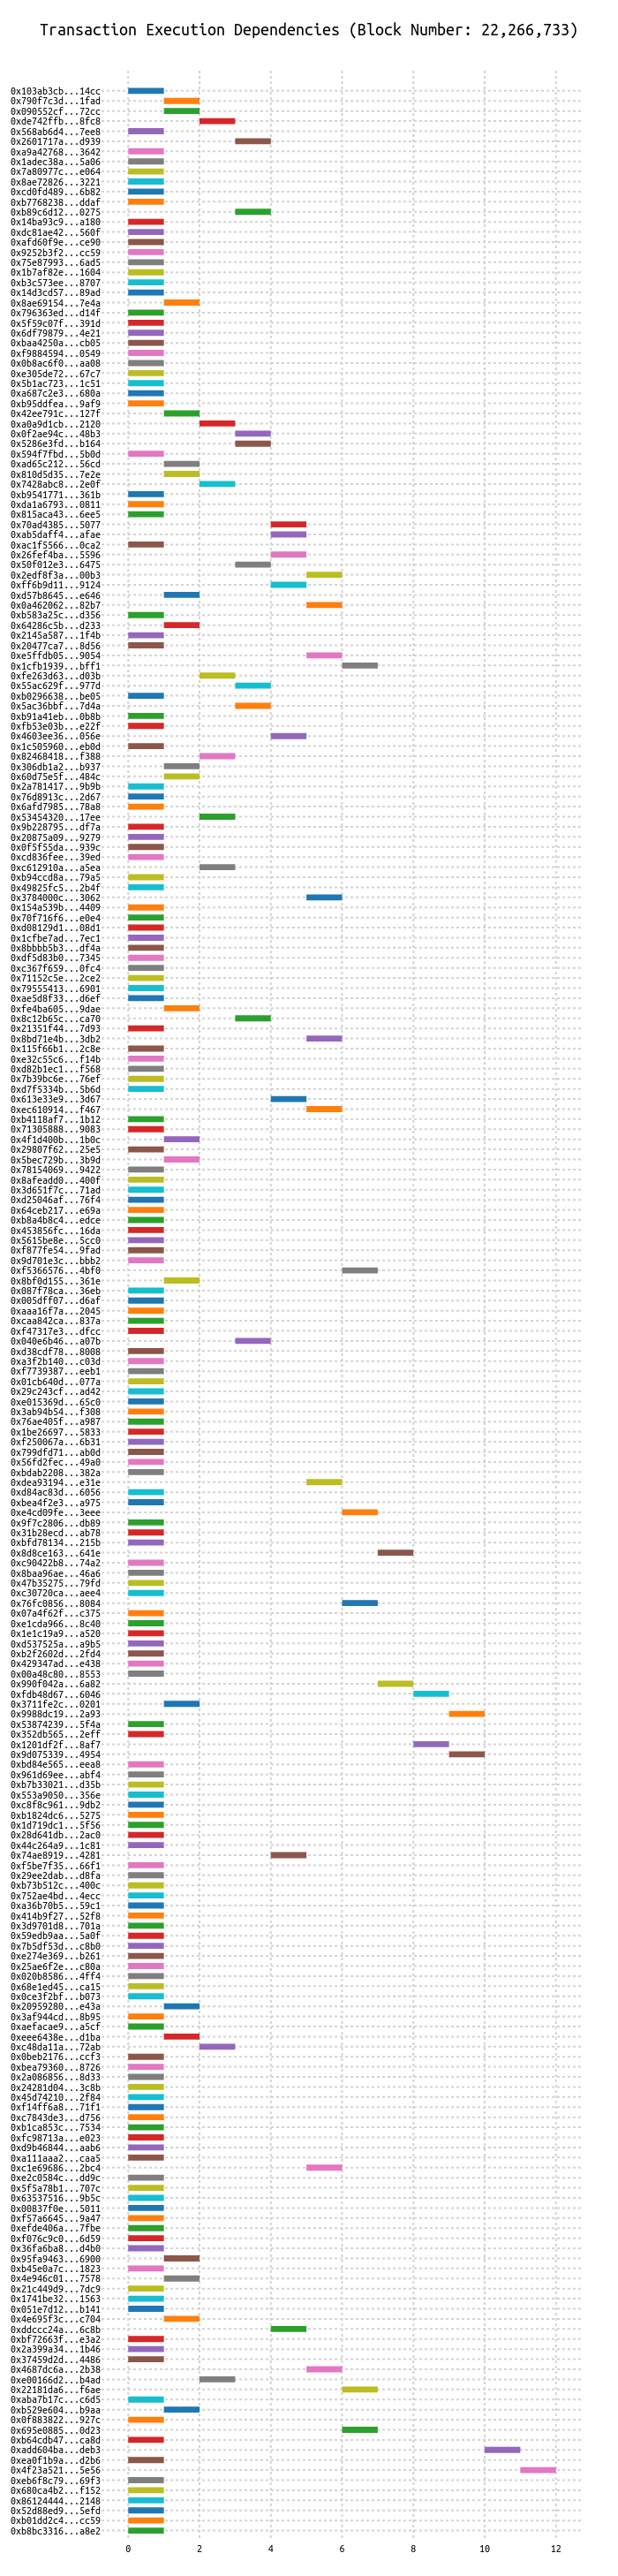 Transaction Execution Dependencies (Block Number: 22,266,733)
0x103ab3cb...14cc
0x790f7c3d...1fad
0x090552cf...72cc
0xde742ffb...8fc8
0x568ab6d4...7ee8
0x2601717a...d939
0xa9a42768...3642
0x1adec38a...5a06
0x7a80977c...e064
0x8ae72826...3221
0xcd0fd489...6b82
0xb7768238...ddaf
0xb89c6d12...0275
0x14ba93c9...a180
0xdc81ae42...560f
0xafd60f9e...ce90
0x9252b3f2...cc59
0x75e87993...6ad5
0x1b7af82e...1604
0xb3c573ee...8707
0x14d3cd57...89ad
0x8ae69154...7e4a
0x796363ed...d14f
0x5f59c07f...391d
0x6df79879...4e21
0xbaa4250a...cb05
0xf9884594...0549
0x0b8ac6f0...aa08
0xe305de72...67c7
0x5b1ac723...1c51
0xa687c2e3...680a
0xb95ddfea...9af9
0x42ee791c...127f
0xa0a9d1cb...2120
0x0f2ae94c...48b3
0x5286e3fd...b164
0x594f7fbd...5b0d
0xad65c212...56cd
0x810d5d35...7e2e
0x7428abc8...2e0f
0xb9541771...361b
0xda1a6793...0811
0x815aca43...6ee5
0x70ad4385...5077
0xab5daff4...afae
0xac1f5566...0ca2
0x26fef4ba...5596
0x50f012e3...6475
0x2edf8f3a...00b3
0xff6b9d11...9124
0xd57b8645...e646
0x0a462062...82b7
0xb583a25c...d356
0x64286c5b...d233
0x2145a587...1f4b
0x20477ca7...8d56
0xe5ffdb05...9054
0x1cfb1939...bff1
0xfe263d63...d03b
0x55ac629f...977d
0xb0296638...be05
0x5ac36bbf...7d4a
0xb91a41eb...0b8b
0xfb53e03b...e22f
0x4603ee36...056e
0x1c505960...eb0d
0x82468418...f388
0x306db1a2...b937
0x60d75e5f...484c
0x2a781417...9b9b
0x76d8913c...2d67
0x6afd7985...78a8
0x53454320...17ee
0x9b228795...df7a
0x20875a09...9279
0x0f5f55da...939c
0xcd836fee...39ed
0xc612910a...a5ea
0xb94ccd8a...79a5
0x49825fc5...2b4f
0x3784000c...3062
0x154a539b...4409
0x70f716f6...e0e4
0xd08129d1...08d1
0x1cfbe7ad...7ec1
0x8bbbb5b3...df4a
0xdf5d83b0...7345
0xc367f659...0fc4
0x71152c5e...2ce2
0x79555413...6901
0xae5d8f33...d6ef
0xfe4ba605...9dae
0x8c12b65c...ca70
0x21351f44...7d93
0x8bd71e4b...3db2
0x115f66b1...2c8e
0xe32c55c6...f14b
0xd82b1ec1...f568
0x7b39bc6e...76ef
0xd7f5334b...5b6d
0x613e33e9...3d67
0xec610914...f467
0xb4118af7...1b12
0x71305888...9083
0x4f1d400b...1b0c
0x29807f62...25e5
0x5bec729b...3b9d
0x78154069...9422
0x8afeadd0...400f
0x3d651f7c...71ad
0xd25046af...76f4
0x64ceb217...e69a
0xb8a4b8c4...edce
0x453856fc...16da
0x5615be8e...5cc0
0xf877fe54...9fad
0x9d701e3c...bbb2
0xf5366576...4bf0
0x8bf0d155...361e
0x087f78ca...36eb
0x005dff07...d6af
0xaaa16f7a...2045
0xcaa842ca...837a
0xf47317e3...dfcc
0x040e6b46...a07b
0xd38cdf78...8008
0xa3f2b140...c03d
0xf7739387...eeb1
0x01cb640d...077a
0x29c243cf...ad42
0xe015369d...65c0
0x3ab94b54...f308
0x76ae405f...a987
0x1be26697...5833
0xf250067a...6b31
0x799dfd71...ab0d
0x56fd2fec...49a0
0xbdab2208...382a
0xdea93194...e31e
0xd84ac83d...6056
0xbea4f2e3...a975
0xe4cd09fe...3eee
0x9f7c2806...db89
0x31b28ecd...ab78
0xbfd78134...215b
0x8d8ce163...641e
0xc90422b8...74a2
0x8baa96ae...46a6
0x47b35275...79fd
0xc30720ca...aee4
0x76fc0856...8084
0x07a4f62f...c375
0xe1cda966...8c40
0x1e1c19a9...a520
0xd537525a...a9b5
0xb2f2602d...2fd4
0x429347ad...e438
0x00a48c80...8553
0x990f042a...6a82
0xfdb48d67...6046
0x3711fe2c...0201
0x9988dc19...2a93
0x53874239...5f4a
0x352db565...2eff
0x1201df2f...8af7
0x9d075339...4954
0xbd84e565...eea8
0x961d69ee...abf4
0xb7b33021...d35b
0x553a9050...356e
0xc8f8c961...9db2
0xb1824dc6...5275
0x1d719dc1...5f56
0x28d641db...2ac0
0x44c264a9...1c81
0x74ae8919...4281
0xf5be7f35...66f1
0x29ee2dab...d8fa
0xb73b512c...400c
0x752ae4bd...4ecc
0xa36b70b5...59c1
0x414b9f27...52f8
0x3d9701d8...701a
0x59edb9aa...5a0f
0x7b5df53d...c8b0
0xe274e369...b261
0x25ae6f2e...c80a
0x020b8586...4ff4
0x68e1ed45...ca15
0x0ce3f2bf...b073
0x20959280...e43a
0x3af944cd...8b95
0xaefacae9...a5cf
0xeee6438e...d1ba
0xc48da11a...72ab
0x0beb2176...ccf3
0xbea79360...8726
0x2a086856...8d33
0x24281d04...3c8b
0x45d74210...2f84
0xf14ff6a8...71f1
0xc7843de3...d756
0xb1ca853c...7534
0xfc98713a...e023
0xd9b46844...aab6
0xa111aaa2...caa5
0xc1e69686...2bc4
0xe2c0584c...dd9c
0x5f5a78b1...707c
0x63537516...9b5c
0x00837f0e...5011
0xf57a6645...9a47
0xefde406a...7fbe
0xf076c9c0...6d59
0x36fa6ba8...d4b0
0x95fa9463...6900
0xb45e0a7c...1823
0x4e946c01...7578
0x21c449d9...7dc9
0x1741be32...1563
0x051e7d12...b141
0x4e695f3c...c704
0xddccc24a...6c8b
0xbf72663f...e3a2
0x2a399a34...1b46
0x37459d2d...4486
0x4687dc6a...2b38
0xe00166d2...b4ad
0x22181da6...f6ae
0xaba7b17c...c6d5
0xb529e604...b9aa
0x0f883822...927c
0x695e0885...0d23
0xb64cdb47...ca8d
0xadd604ba...deb3
0xea0f1b9a...d2b6
0x4f23a521...5e56
0xeb6f8c79...69f3
0x680ca4b2...f152
0x86124444...2148
0x52d88ed9...5efd
0xb01dd2c4...cc59
0xb8bc3316...a8e2
0 2 4 6 8 10 12